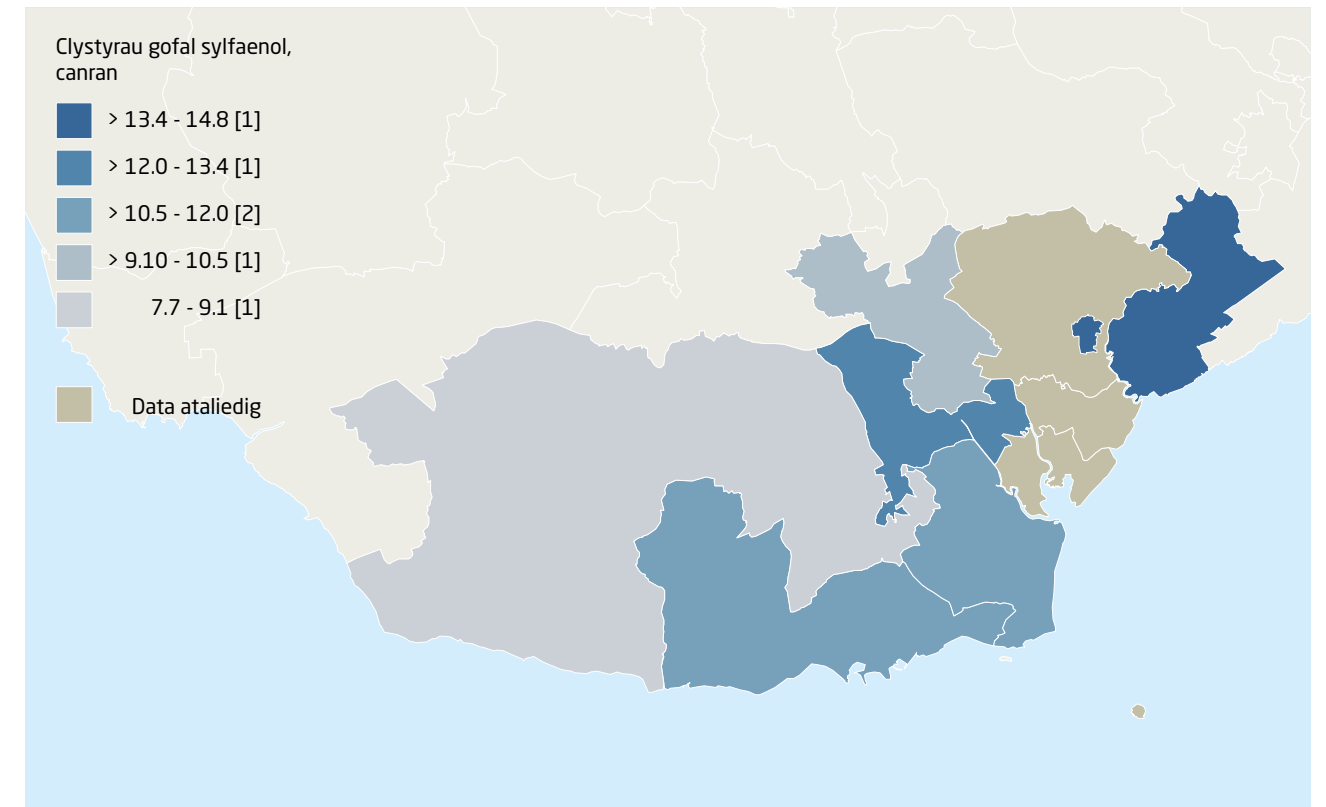 Clystyrau gofal sylfaenol,
canran
> 13.4 - 14.8 [1]
> 12.0 - 13.4 [1]
> 10.5 - 12.0 [2]
> 9.10 - 10.5 [1]
7.7 - 9.1 [1]
Data ataliedig